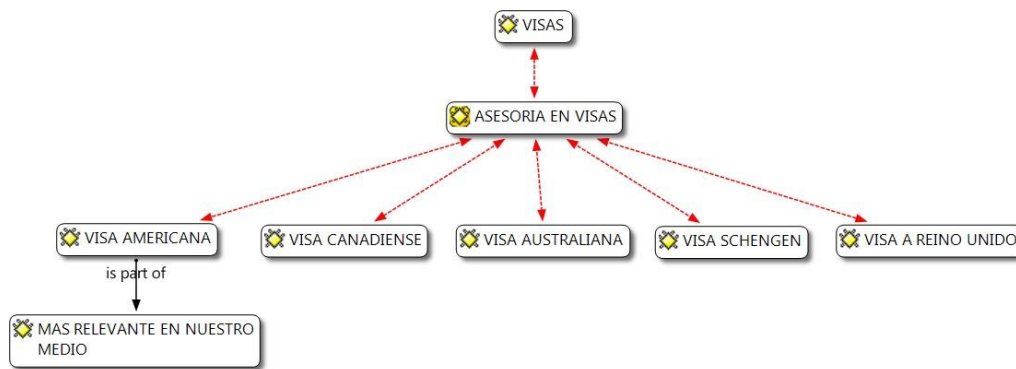 VISAS
ASESORIA EN VISAS
VISA AMERICANA
VISA CANADIENSE
VISA AUSTRALIANA
VISA SCHENGEN
VISA A REINO UNIDO
is part of
MAS RELEVANTE EN NUESTRO
MEDIO